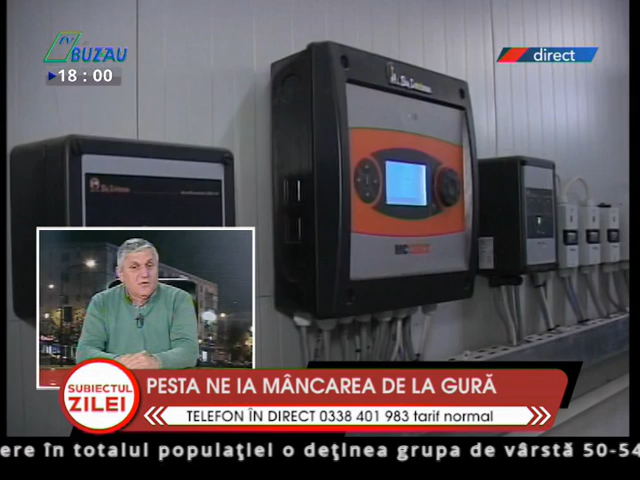 TV
BUZAU
18:00
direct
SUBIECTUL
ZILEI
PESTA NE IA MÂNCAREA DE LA GURĂ
TELEFON ÎN DIRECT 0338 401 983 tarif normal
ere în totalul populaţiei o deţinea grupa de vârstă 50-54